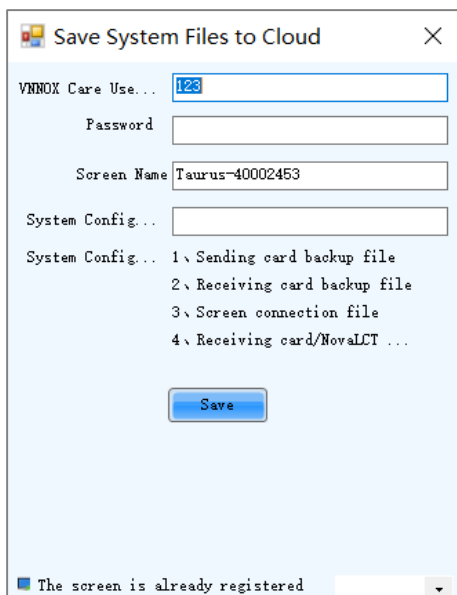 Save System Files to Cloud
VNNOX Care Use... 123
Password
Screen Name Taurus-40002453
System Config...
System Config... 1、Sending card backup file
2、Receiving card backup file
3、Screen connection file
4、Receiving card/NovaLCT ...
Save
The screen is already registered